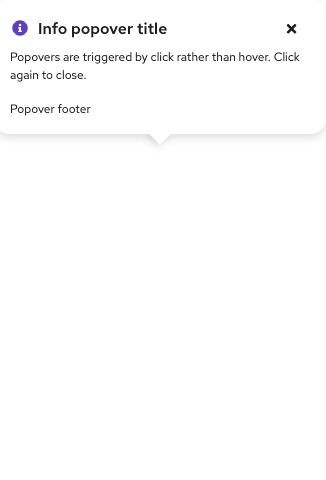 Info popover title
Popovers are triggered by click rather than hover. Click
again to close.
Popover footer